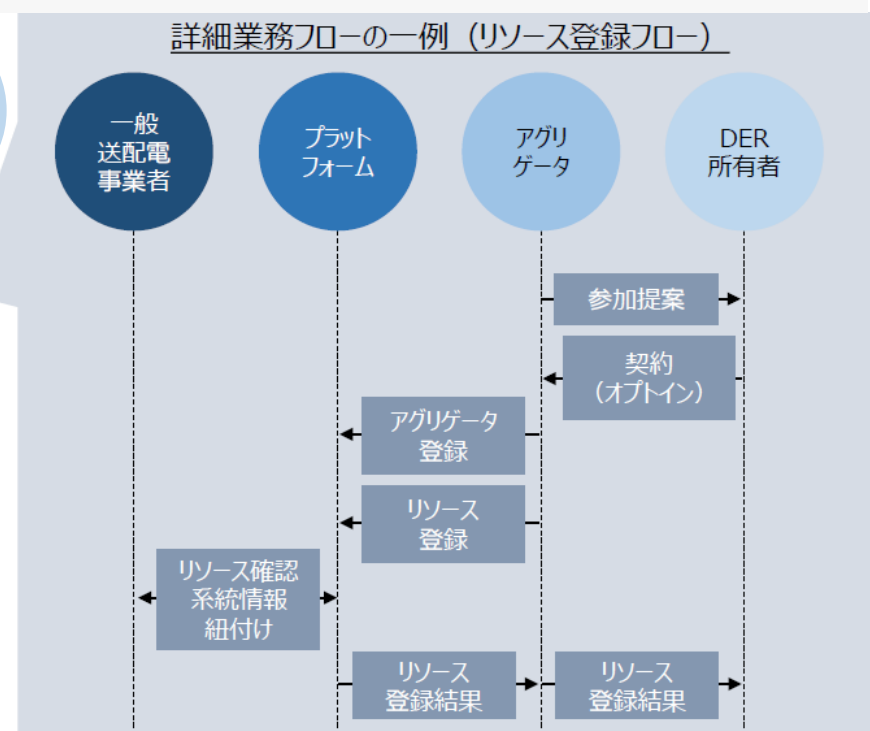 詳細業務フローの一例（リソース登録フロー）
一般
送配電
事業者
プラット
フォーム
アグリ
ゲータ
DER
所有者
参加提案
契約
（オプトイン）
アグリゲータ
登録
リソース
登録
リソース確認
系統情報
紐付け
リソース
登録結果
リソース
登録結果